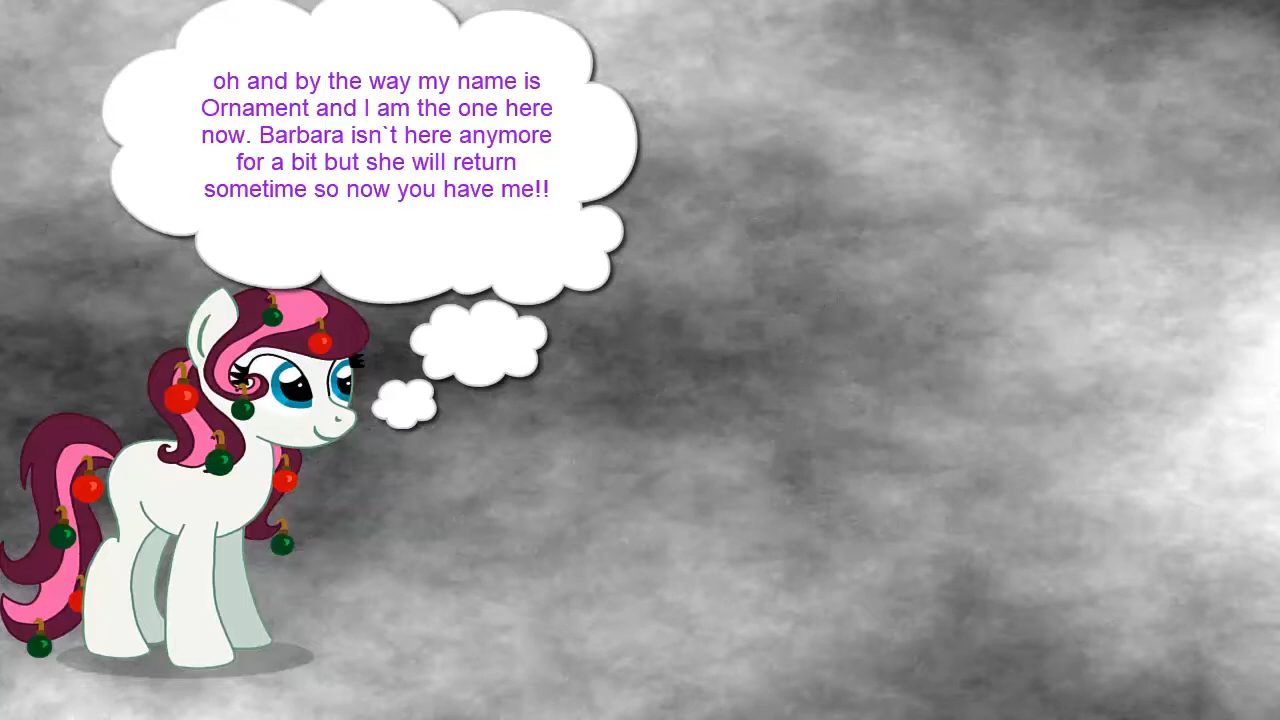 oh and by the way my name is
Ornament and I am the one here
now. Barbara isn`t here anymore
for a bit but she will return
sometime so now you have me!!